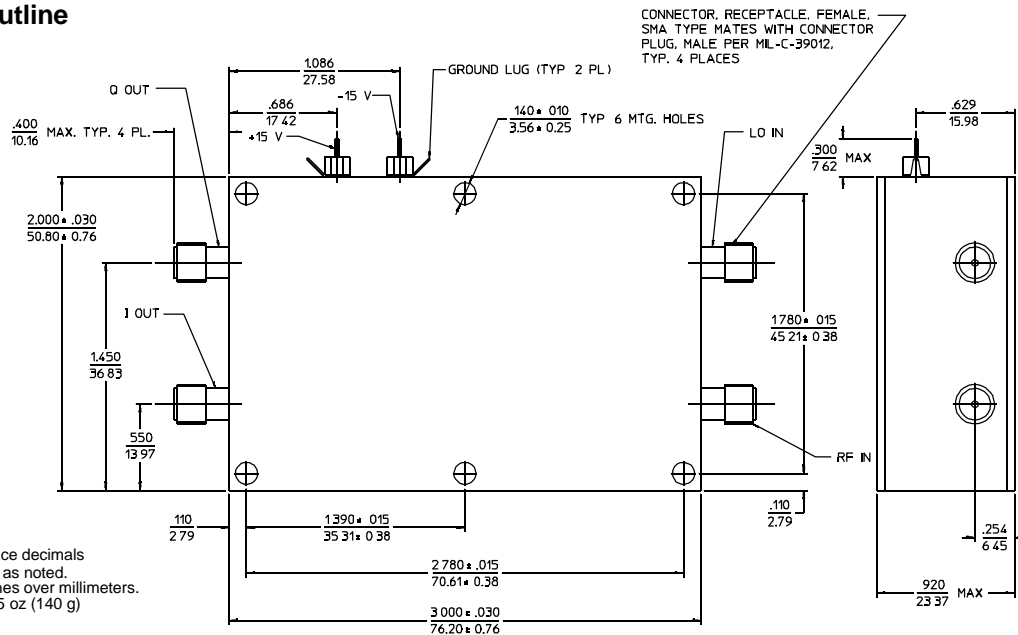 utline
CONNECTOR, RECEPTACLE, FEMALE,
SMA TYPE MATES WITH CONNECTOR
PLUG, MALE PER MIL-C-39012,
TYP. 4 PLACES
1.086
27.58
GROUND LUG (TYP 2 PL)
Q OUT
-15 V
.686
17 42
.400
10.16
MAX. TYP. 4 PL.
+15 V
.140 ± .010
3.56 ± 0.25
TYP 6 MTG. HOLES
LO IN
.629
15.98
.300
7 62
MAX
2.000 ± .030
50.80 ± 0.76
I OUT
1.450
36 83
1 780 ± .015
45 21 ± 0 38
.550
13 97
RF IN
.110
2 79
1 390 ± .015
35 31 ± 0 38
.110
2.79
.254
6 45
2 780 ± .015
70.61 ± 0.38
.920
23 37
MAX
3 000 ± .030
76.20 ± 0.76
ce decimals
as noted.
nes over millimeters.
5 oz (140 g)